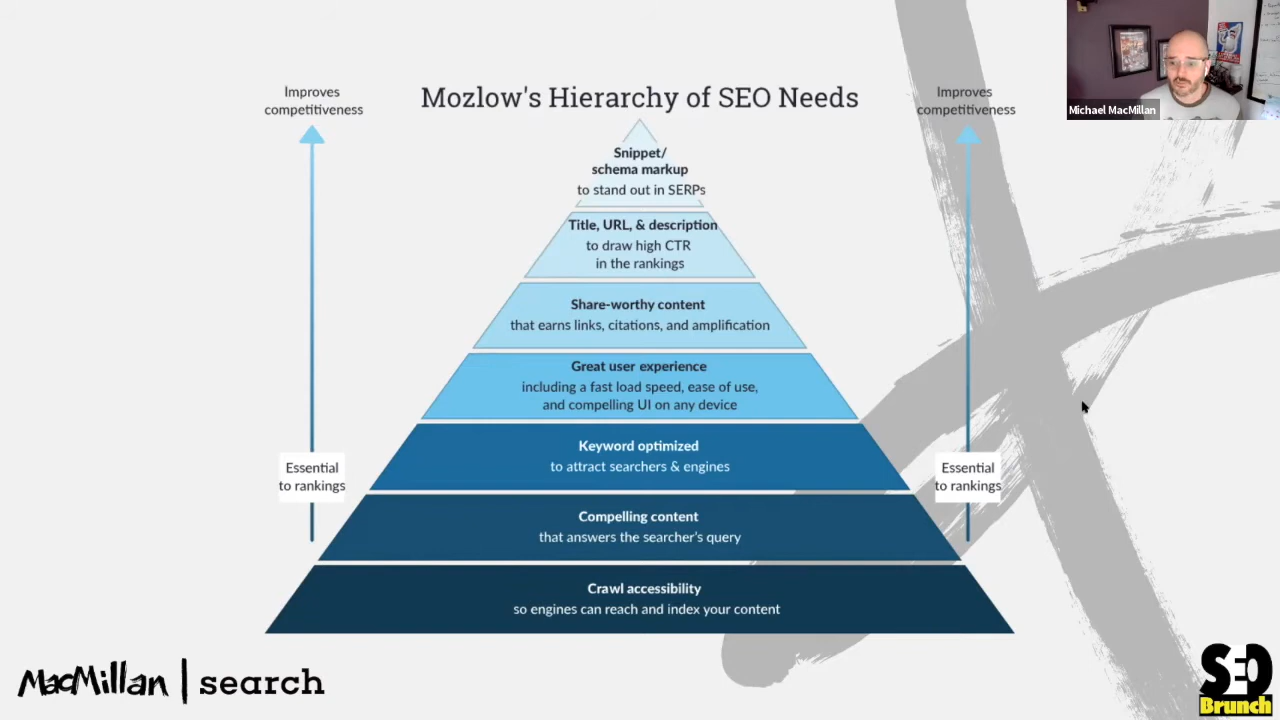 Mozlow's Hierarchy of SEO Needs
Improves
competitiveness
Improves
competitiveness
Snippet/
schema markup
to stand out in SERPs
Title, URL, & description
to draw high CTR
in the rankings
Share-worthy content
that earns links, citations, and amplification
Great user experience
including a fast load speed, ease of use,
and compelling UI on any device
Keyword optimized
to attract searchers & engines
Essential
to rankings
Essential
to rankings
Compelling content
that answers the searcher's query
Crawl accessibility
so engines can reach and index your content
MacMillan | search
SEO
Brunch
Michael MacMillan